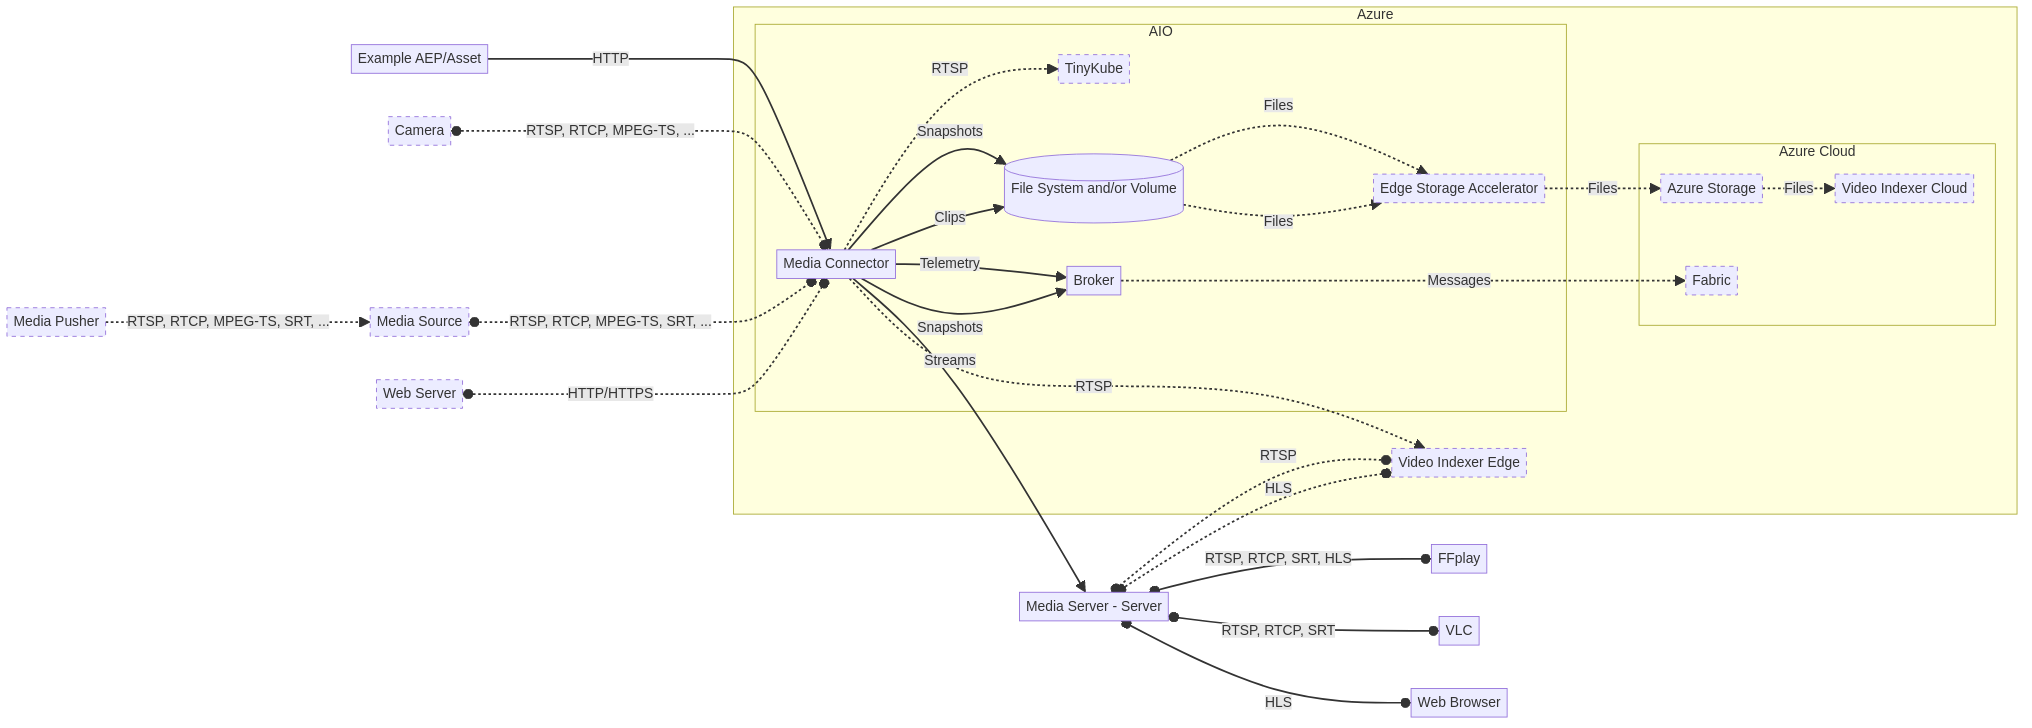 Azure
AIO
Example AEP/Asset
HTTP
RTSP
TinyKube
Files
Camera
RTSP, RTCP, MPEG-TS, ...
Snapshots
Azure Cloud
File System and/or Volume
Edge Storage Accelerator
Files
Azure Storage
Files
Video Indexer Cloud
Clips
Files
Media Connector
Telemetry
Broker
Messages
Fabric
Media Pusher
RTSP, RTCP, MPEG-TS, SRT, ...
Media Source
RTSP, RTCP, MPEG-TS, SRT, ...
Snapshots
Streams
Web Server
HTTP/HTTPS
RTSP
RTSP
Video Indexer Edge
HLS
RTSP, RTCP, SRT, HLS
FFplay
Media Server - Server
RTSP, RTCP, SRT
VLC
HLS
Web Browser